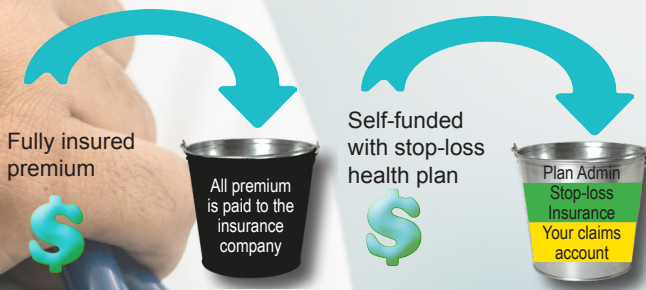 Fully insured
premium
All premium
is paid to the
insurance
company
Self-funded
with stop-loss
health plan
Plan Admin
Stop-loss
Insurance
Your claims
account
$
$